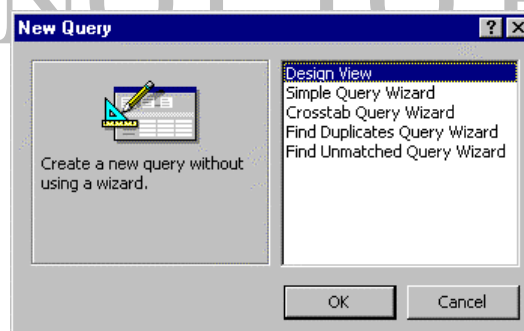 New Query
Design View
Simple Query Wizard
Crosstab Query Wizard
Find Duplicates Query Wizard
Find Unmatched Query Wizard
Create a new query without
using a wizard.
OK
Cancel